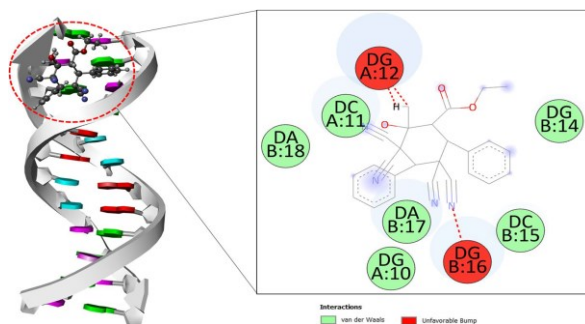 DG
A:12
H
O
O
O
DC
A:11
O
DG
B:14
DA
B:18
N
N
N
DA
B:17
DC
B:15
DG
B:16
DG
A:10
Interactions
van der Waals
Unfavorable Bump